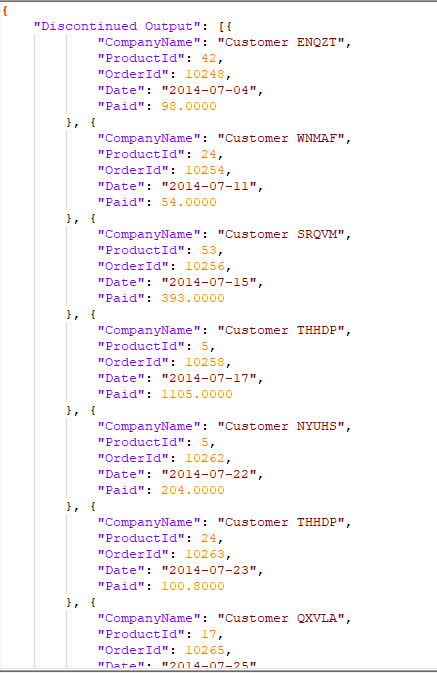 {
"Discontinued Output": [{
"CompanyName": "Customer ENQZT",
"ProductId": 42,
"OrderId": 10248,
"Date": "2014-07-04",
"Paid": 98.0000
}, {
"CompanyName": "Customer WNMAF",
"ProductId": 24,
"OrderId": 10254,
"Date": "2014-07-11",
"Paid": 54.0000
}, {
"CompanyName": "Customer SRQVM",
"ProductId": 53,
"OrderId": 10256,
"Date": "2014-07-15",
"Paid": 393.0000
}, {
"CompanyName": "Customer THHDP",
"ProductId": 5,
"OrderId": 10258,
"Date": "2014-07-17",
"Paid": 1105.0000
}, {
"CompanyName": "Customer NYUHS",
"ProductId": 5,
"OrderId": 10262,
"Date": "2014-07-22",
"Paid": 204.0000
}, {
"CompanyName": "Customer THHDP",
"ProductId": 24,
"OrderId": 10263,
"Date": "2014-07-23",
"Paid": 100.8000
}, {
"CompanyName": "Customer QXVLA",
"ProductId": 17,
"OrderId": 10265,
"Date": "2014-07-25"